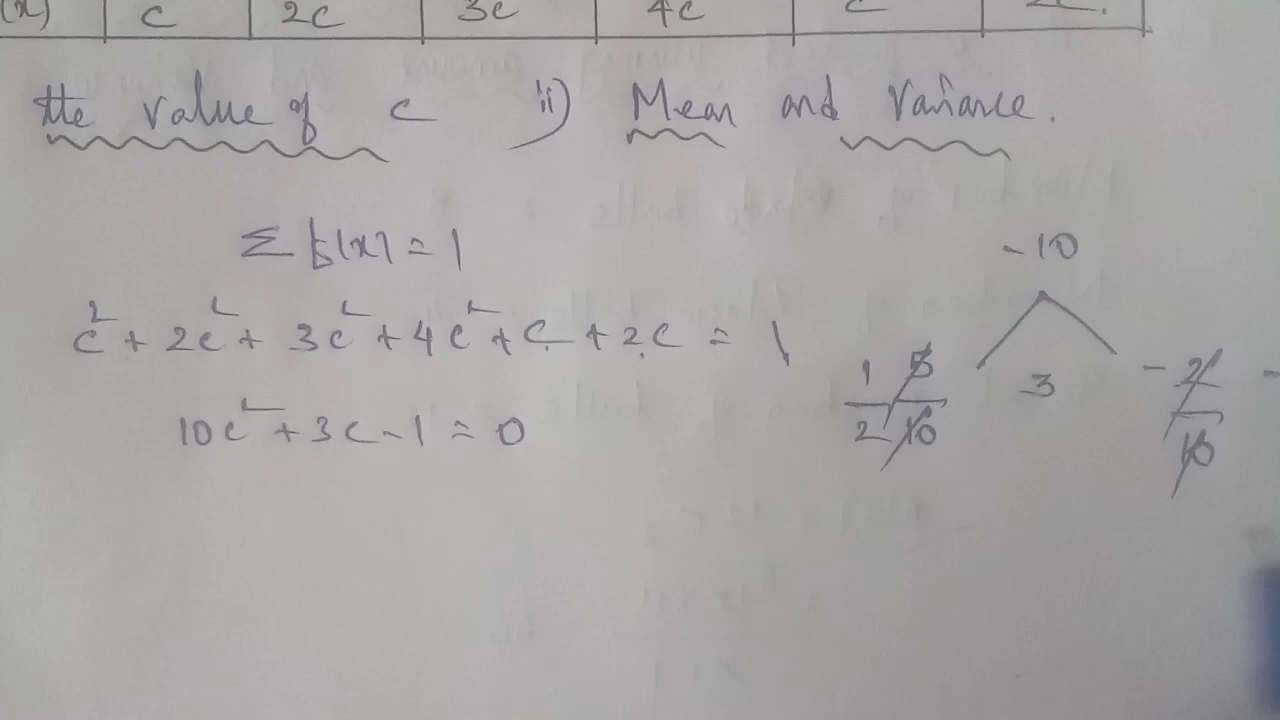 (x) | c | 2c | 3c | 4c | c | 2c.
the value of c ii) Mean and Variance.
Σ f(x) = 1
c² + 2c² + 3c² + 4c² + c + 2c = 1
10c² + 3c - 1 = 0
-10
1 5 3 -2 -
2 10 10